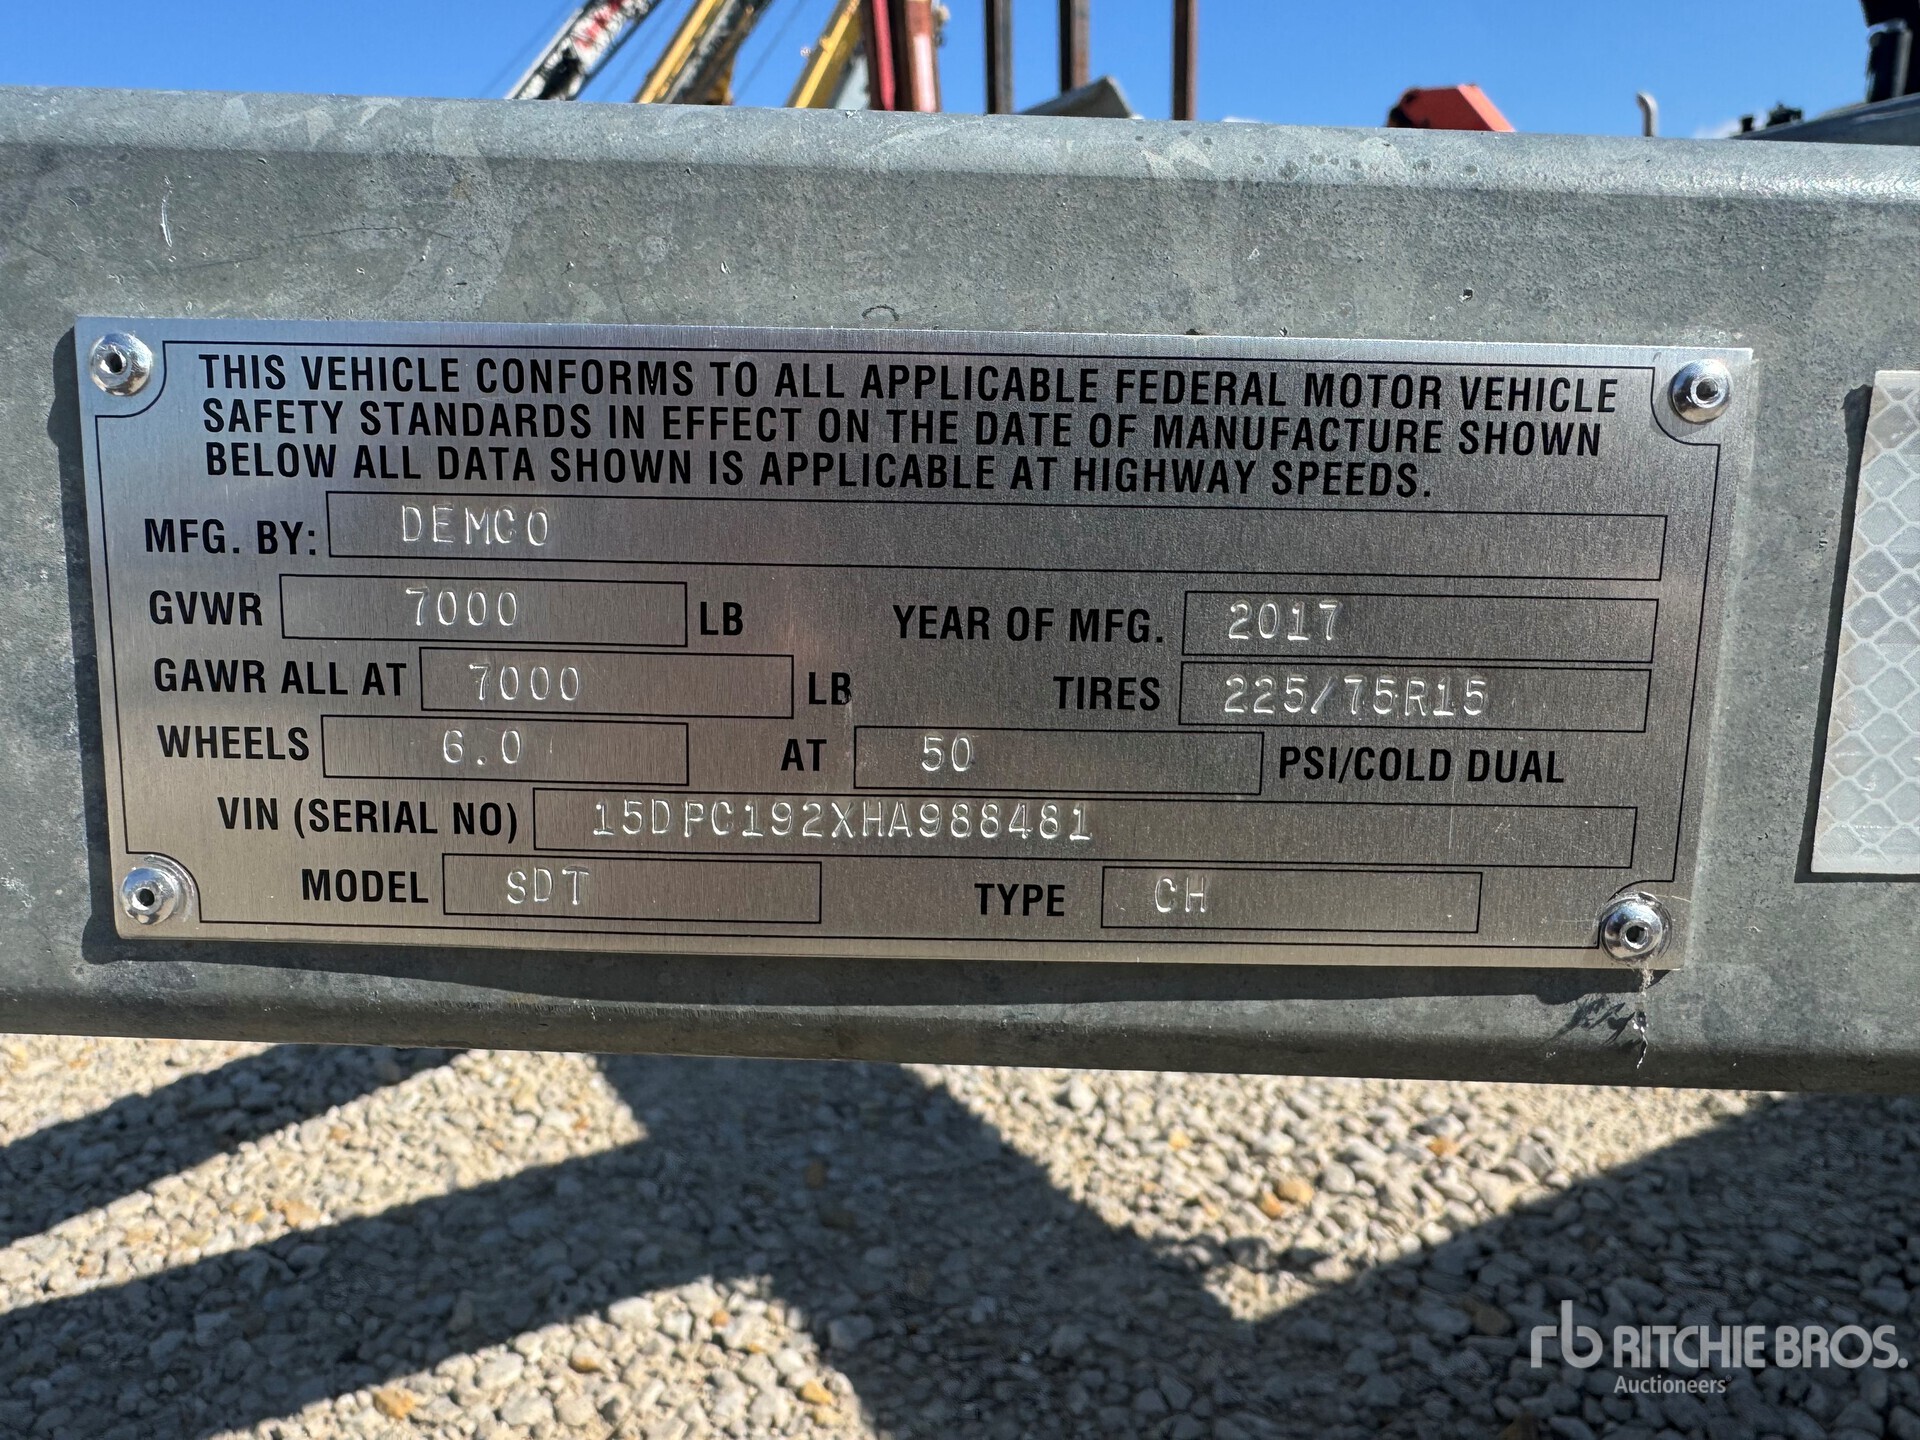 THIS VEHICLE CONFORMS TO ALL APPLICABLE FEDERAL MOTOR VEHICLE
SAFETY STANDARDS IN EFFECT ON THE DATE OF MANUFACTURE SHOWN
BELOW ALL DATA SHOWN IS APPLICABLE AT HIGHWAY SPEEDS.
MFG. BY: DEMCO
GVWR 7000 LB YEAR OF MFG. 2017
GAWR ALL AT 7000 LB TIRES 225/75R15
WHEELS 6.0 AT 50 PSI/COLD DUAL
VIN (SERIAL NO) 15DPC192XHA988481
MODEL SDT TYPE CH
rb RITCHIE BROS.
Auctioneers